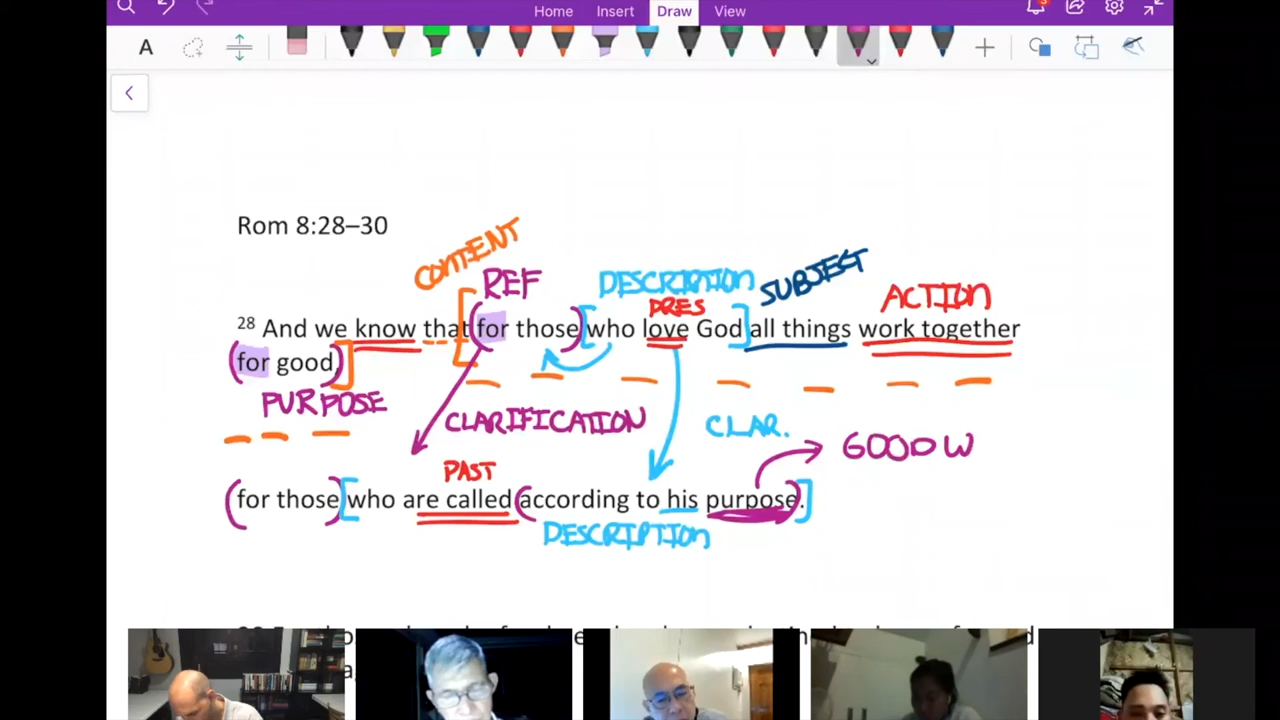 Home Insert Draw View
A
Rom 8:28–30
CONTENT
REF
DESCRIPTION
SUBJECT
PRES
ACTION
28 And we know that for those who love God all things work together
for good,
PURPOSE
CLARIFICATION
CLAR.
GOOD W
PAST
for those who are called according to his purpose.
DESCRIPTION